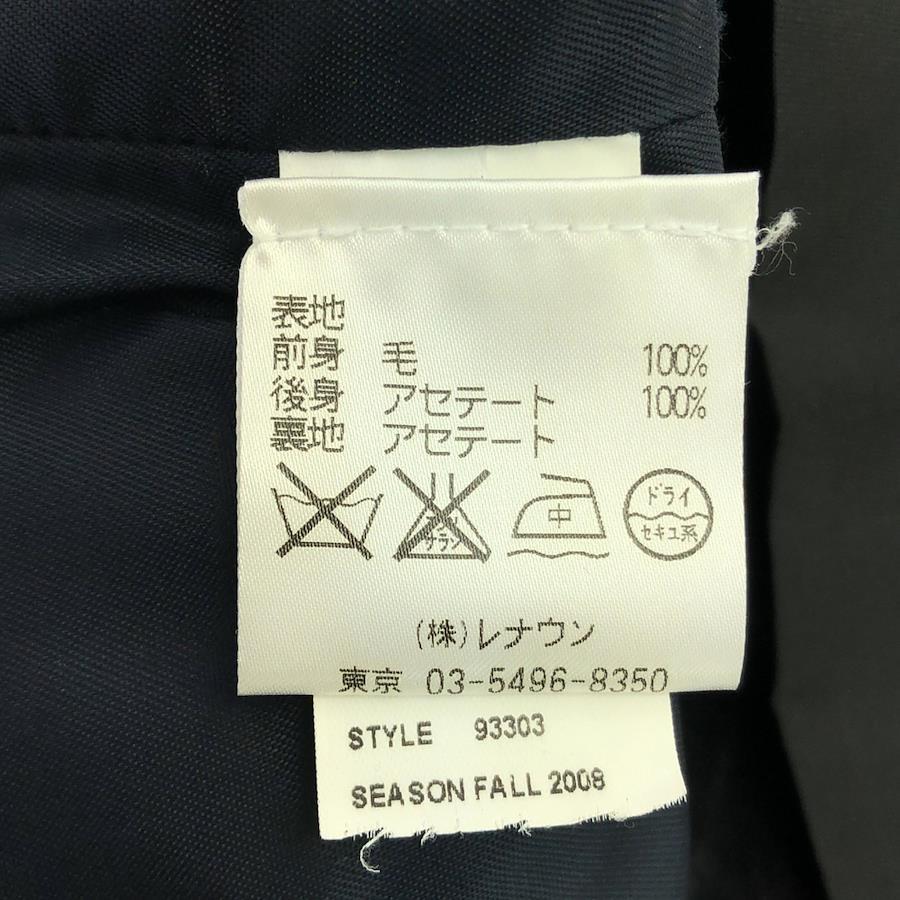 表地
前身 毛 100%
後身 アセテート 100%
裏地 アセテート
エンソ サラシ 中 ドライ
セキユ系
(株)レナウン
東京 03-5496-8350
STYLE 93303
SEASON FALL 2008